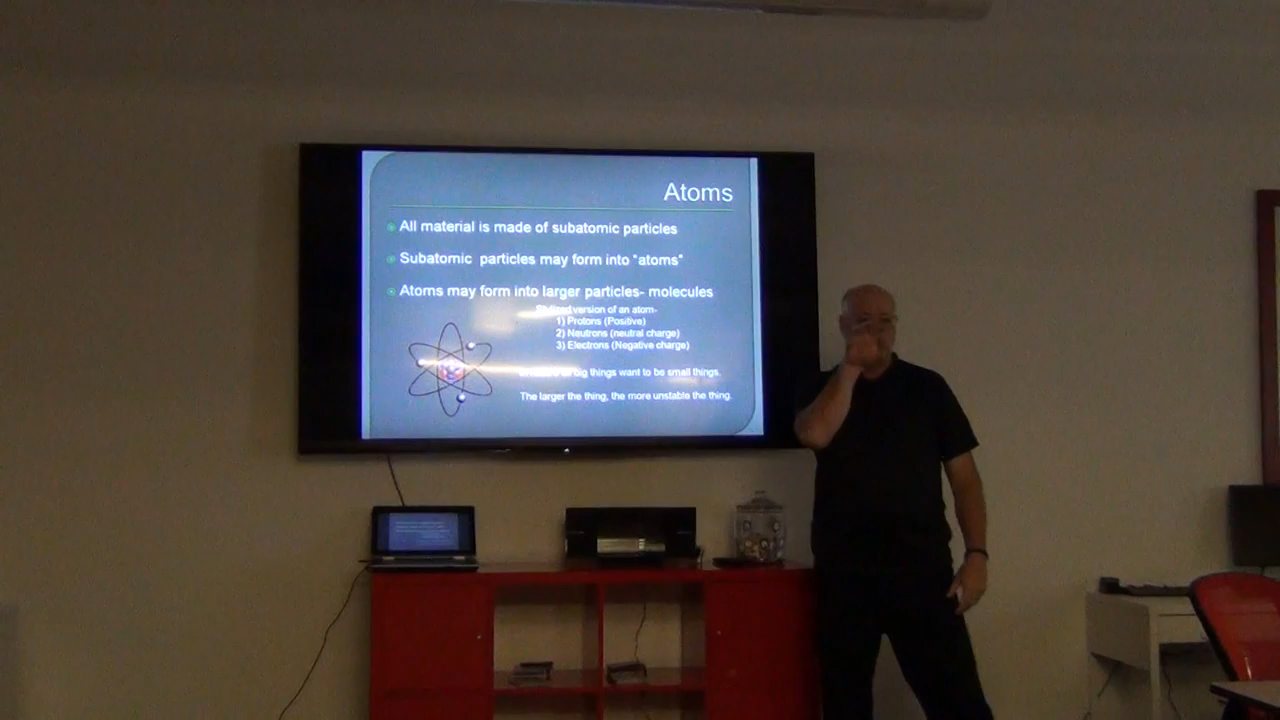 Atoms
All material is made of subatomic particles
Subatomic particles may form into "atoms"
Atoms may form into larger particles- molecules
version of an atom-
1) Protons (Positive)
2) Neutrons (neutral charge)
3) Electrons (Negative charge)
big things want to be small things.
The larger the thing, the more unstable the thing.